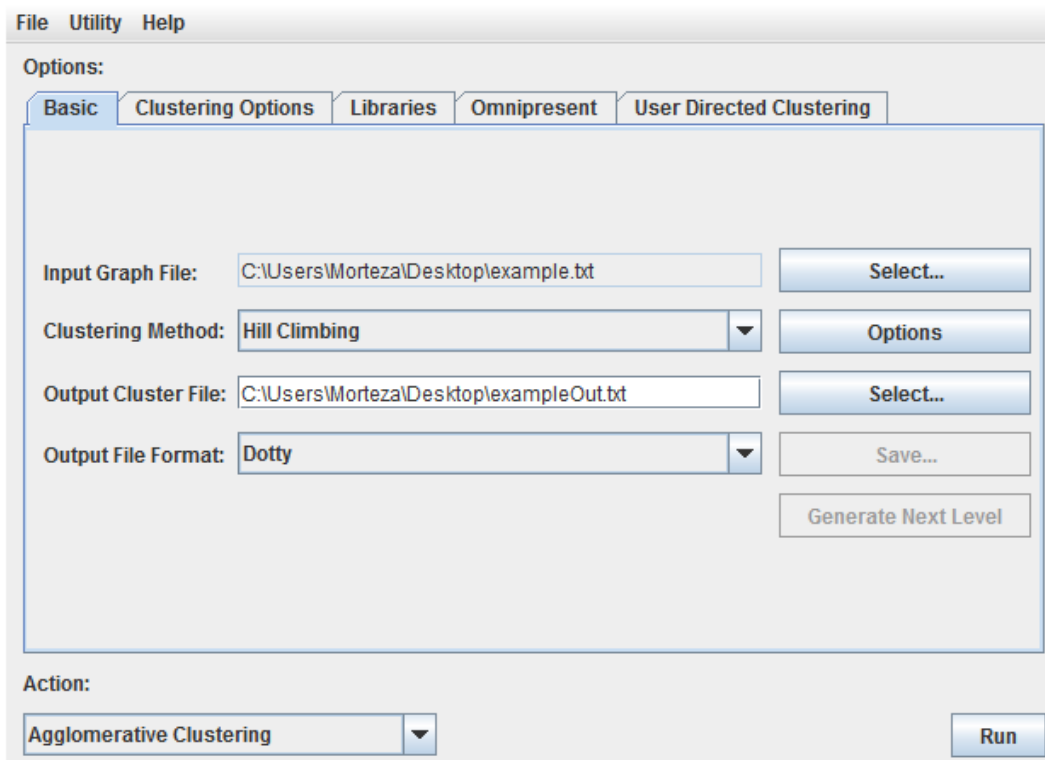 File Utility Help
Options:
Basic Clustering Options Libraries Omnipresent User Directed Clustering
Input Graph File: C:\Users\Morteza\Desktop\example.txt Select...
Clustering Method: Hill Climbing Options
Output Cluster File: C:\Users\Morteza\Desktop\exampleOut.txt Select...
Output File Format: Dotty Save...
Generate Next Level
Action:
Agglomerative Clustering Run